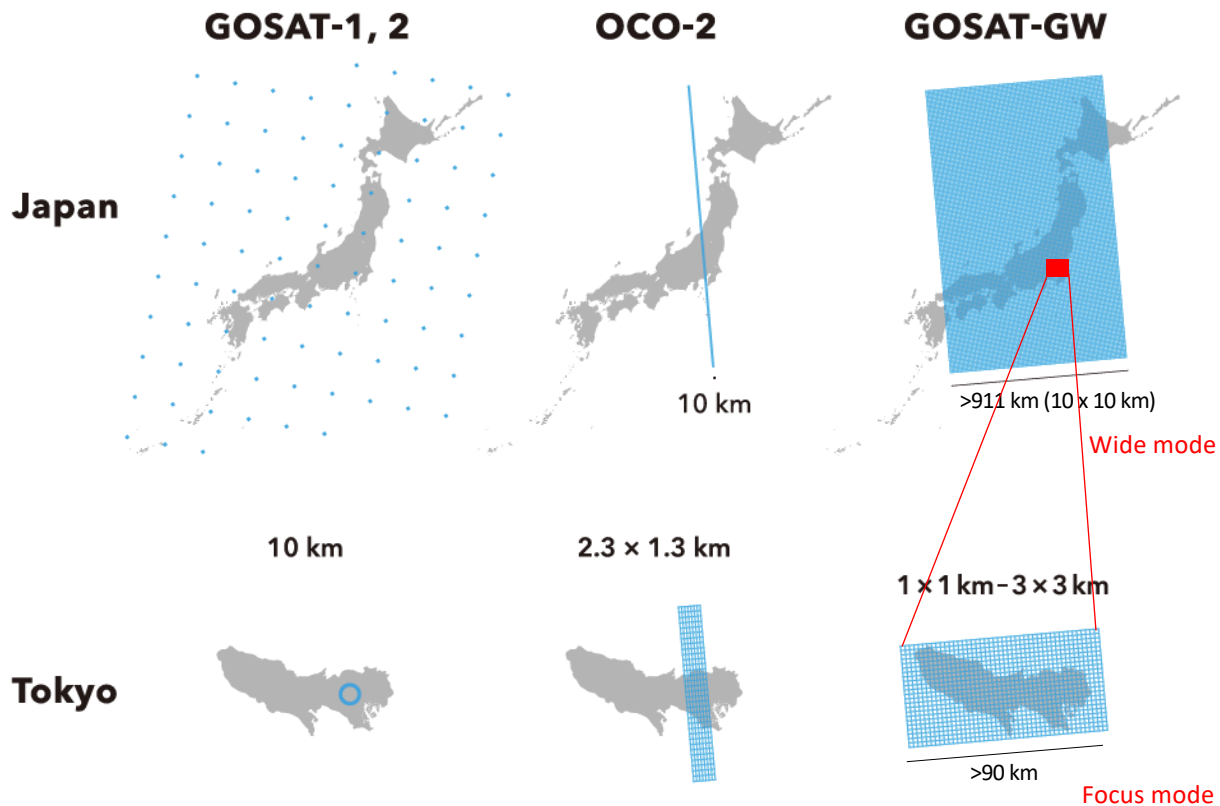 GOSAT-1, 2
OCO-2
GOSAT-GW
Japan
10 km
>911 km (10 x 10 km)
Wide mode
10 km
2.3 × 1.3 km
1 × 1 km–3 × 3 km
Tokyo
>90 km
Focus mode